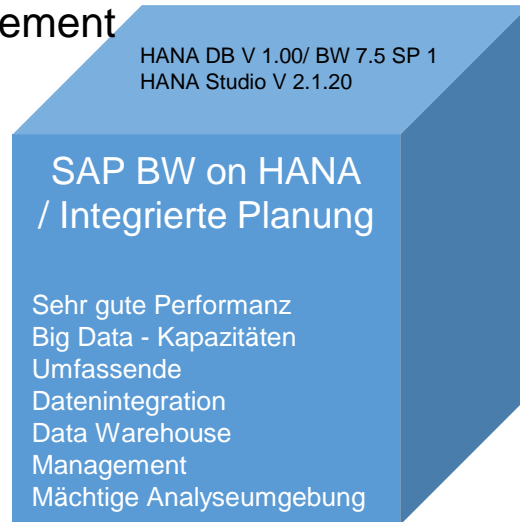 ement
HANA DB V 1.00/ BW 7.5 SP 1
HANA Studio V 2.1.20
SAP BW on HANA
/ Integrierte Planung
Sehr gute Performanz
Big Data - Kapazitäten
Umfassende
Datenintegration
Data Warehouse
Management
Mächtige Analyseumgebung